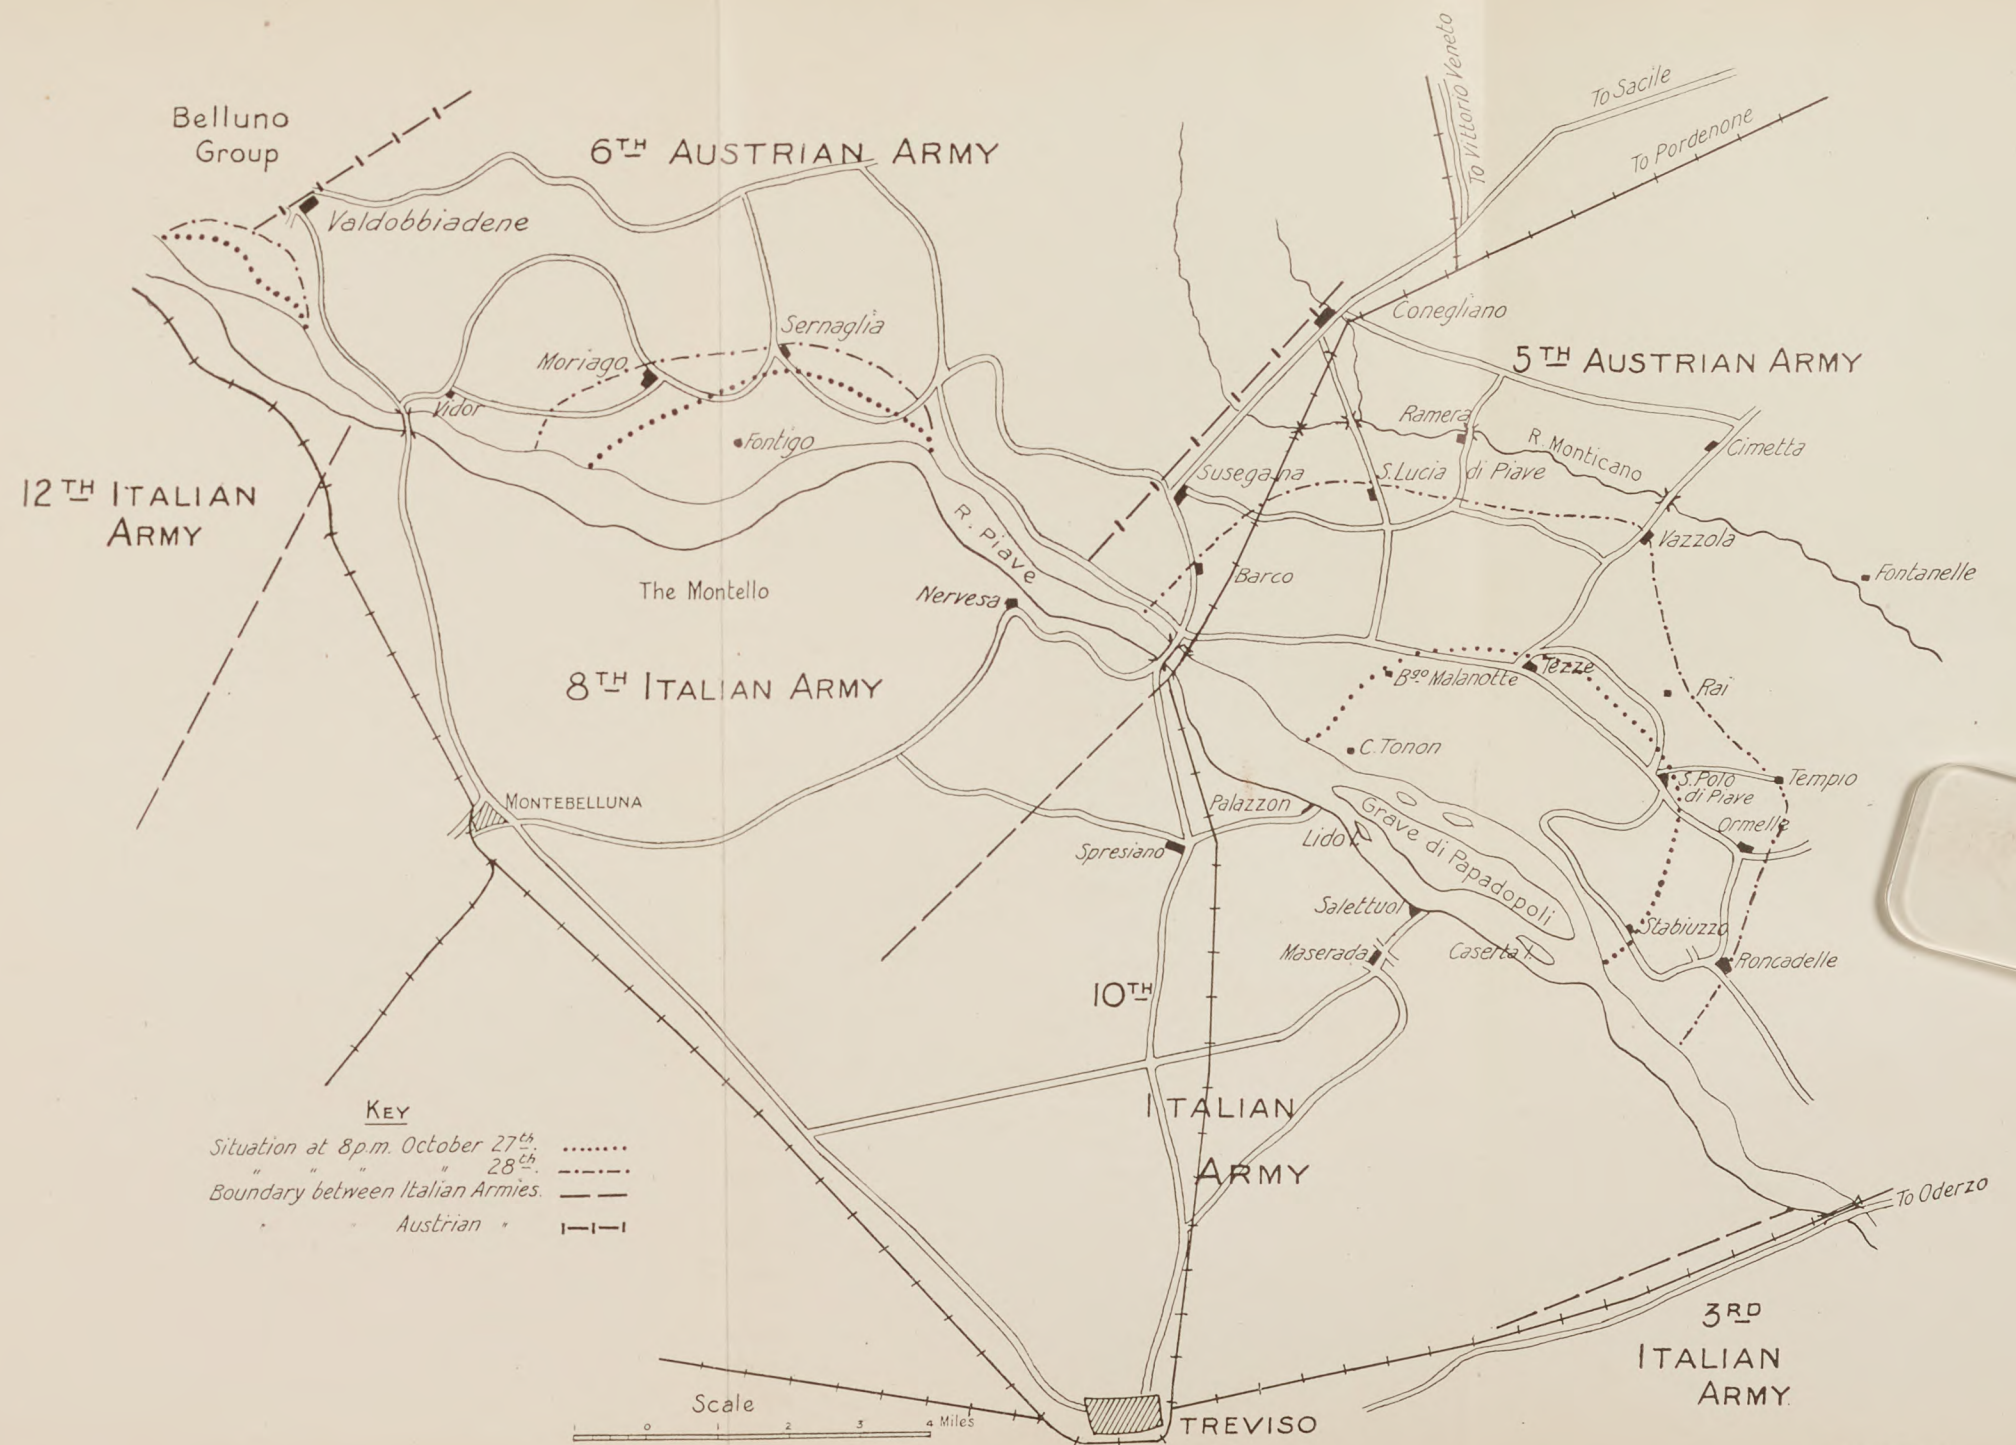 Belluno
Group
6TH AUSTRIAN ARMY
To Vittorio Veneto
To Sacile
To Pordenone
Valdobbiadene
Sernaglia
Moriago
Vidor
Fontigo
Conegliano
5TH AUSTRIAN ARMY
Ramera
R. Monticano
Cimetta
Susegana
S. Lucia di Piave
12TH ITALIAN
ARMY
R. Piave
Vazzola
Barco
Fontanelle
The Montello
Nervesa
8TH ITALIAN ARMY
Bgo Malanotte
Tezze
Rai
C. Tonon
Tempio
S. Polo
di Piave
MONTEBELLUNA
Palazzon
Lido I.
Grave di Papadopoli
Ormelle
Spresiano
Salettuol
Stabiuzzo
Maserada
Caserta I.
Roncadelle
10TH
ITALIAN
ARMY
KEY
Situation at 8 p.m. October 27th.
" " " " 28th.
Boundary between Italian Armies.
" " Austrian "
To Oderzo
3RD
ITALIAN
ARMY.
Scale
1 0 1 2 3 4 Miles
TREVISO